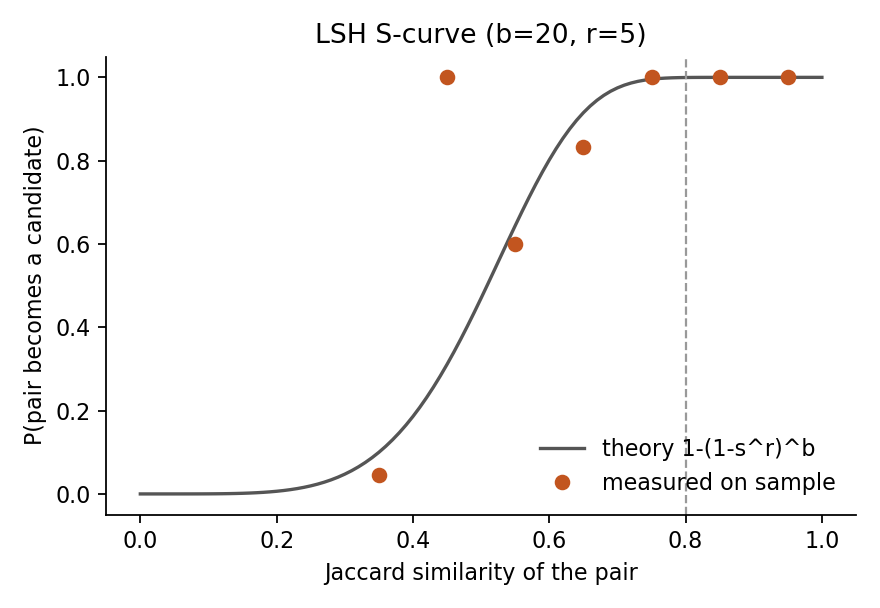 LSH S-curve (b=20, r=5)
P(pair becomes a candidate)
1.0
0.8
0.6
0.4
0.2
0.0
theory 1-(1-s^r)^b
measured on sample
0.0 0.2 0.4 0.6 0.8 1.0
Jaccard similarity of the pair